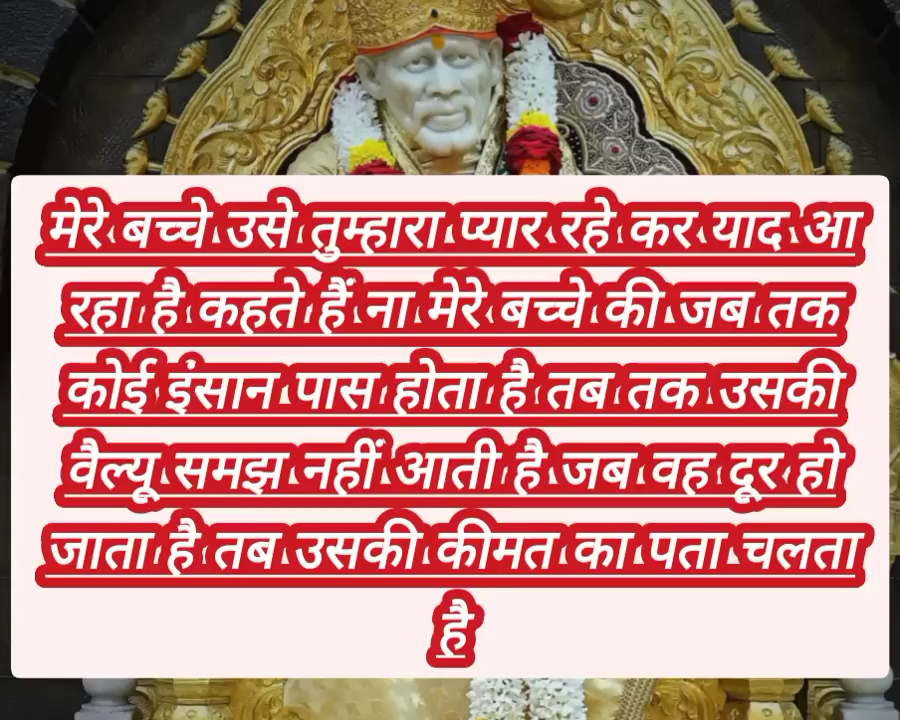 मेरे बच्चे उसे तुम्हारा प्यार रहे कर याद आ
रहा है कहते हैं ना मेरे बच्चे की जब तक
कोई इंसान पास होता है तब तक उसकी
वैल्यू समझ नहीं आती है जब वह दूर हो
जाता है तब उसकी कीमत का पता चलता
है